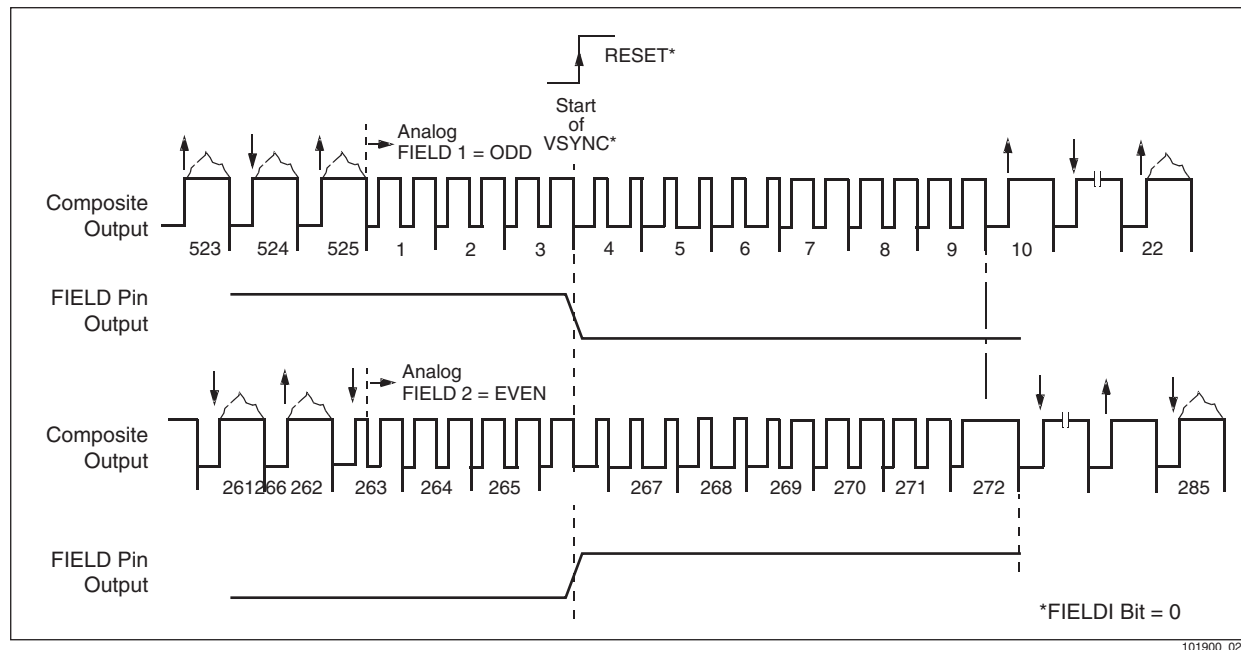 RESET*
Start
of
VSYNC*
Analog
FIELD 1 = ODD
Composite
Output
523 524 525 1 2 3 4 5 6 7 8 9 10 22
FIELD Pin
Output
Analog
FIELD 2 = EVEN
Composite
Output
261266 262 263 264 265 267 268 269 270 271 272 285
FIELD Pin
Output
*FIELDI Bit = 0
101900_02